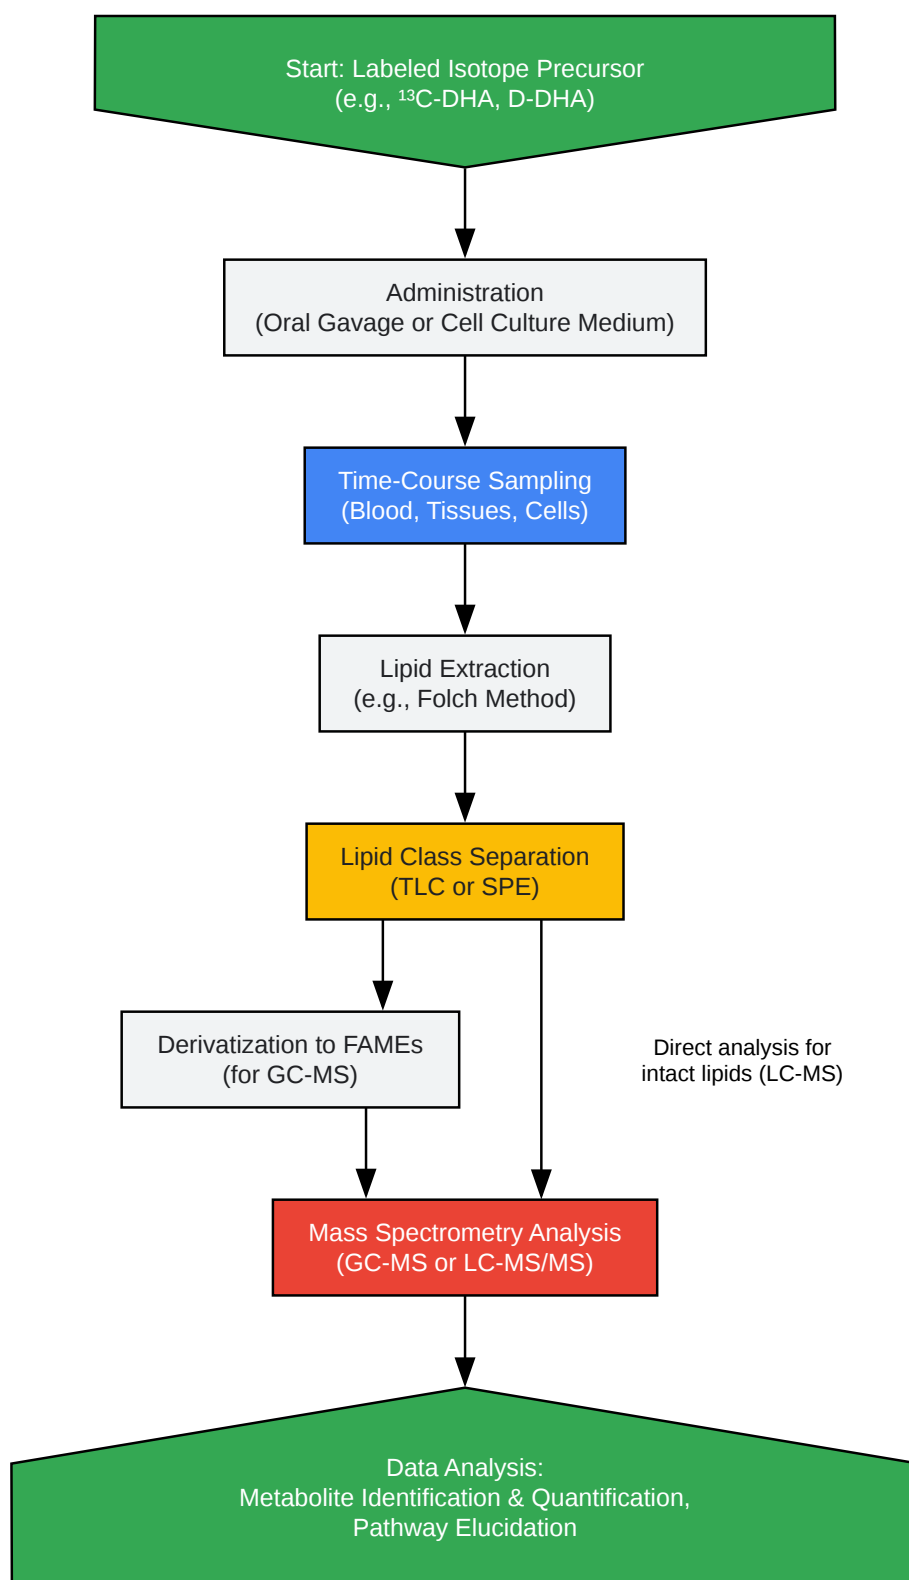 Start: Labeled Isotope Precursor
(e.g., ¹³C-DHA, D-DHA)
Administration
(Oral Gavage or Cell Culture Medium)
Time-Course Sampling
(Blood, Tissues, Cells)
Lipid Extraction
(e.g., Folch Method)
Lipid Class Separation
(TLC or SPE)
Derivatization to FAMEs
(for GC-MS)
Direct analysis for
intact lipids (LC-MS)
Mass Spectrometry Analysis
(GC-MS or LC-MS/MS)
Data Analysis:
Metabolite Identification & Quantification,
Pathway Elucidation